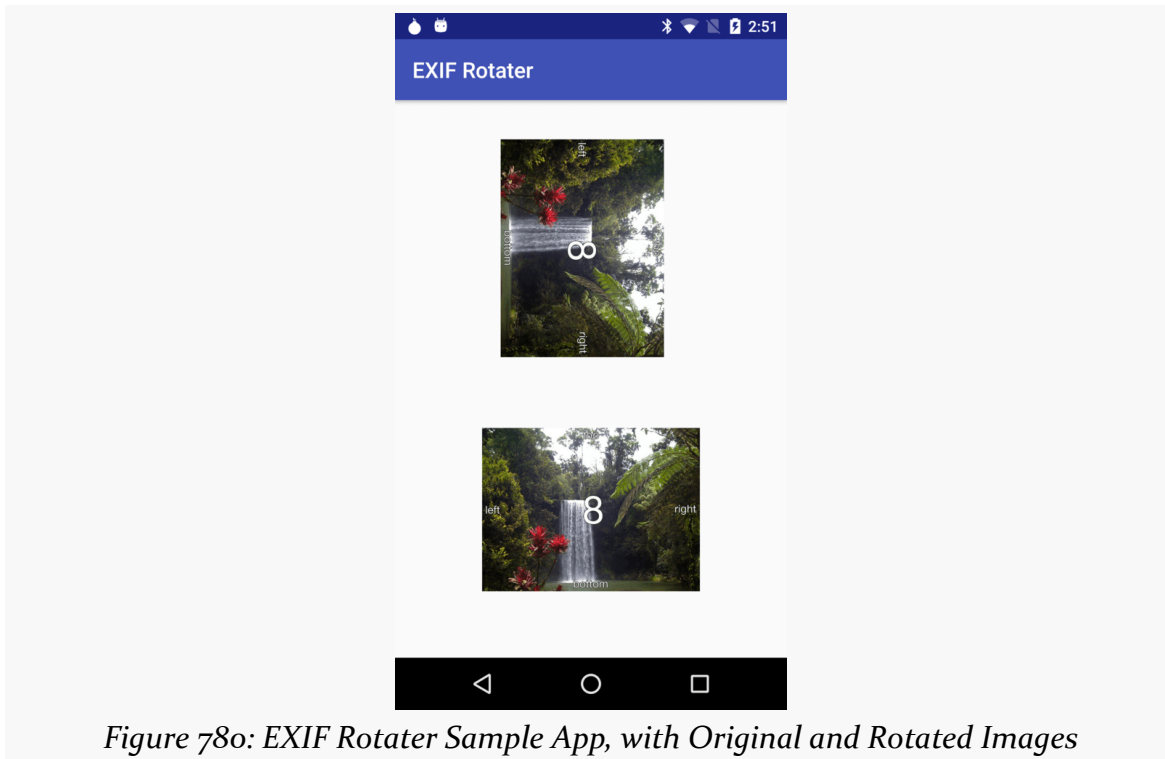 2:51
EXIF Rotater
left
8
bottom
right
left
8
right
bottom
Figure 780: EXIF Rotater Sample App, with Original and Rotated Images